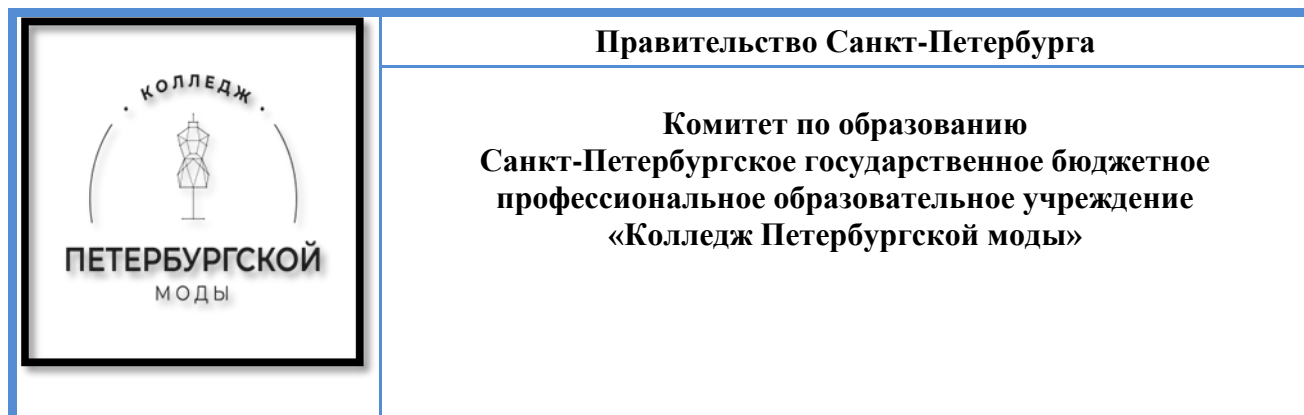 · КОЛЛЕДЖ ·
ПЕТЕРБУРГСКОЙ
МОДЫ
Правительство Санкт-Петербурга
Комитет по образованию
Санкт-Петербургское государственное бюджетное
профессиональное образовательное учреждение
«Колледж Петербургской моды»